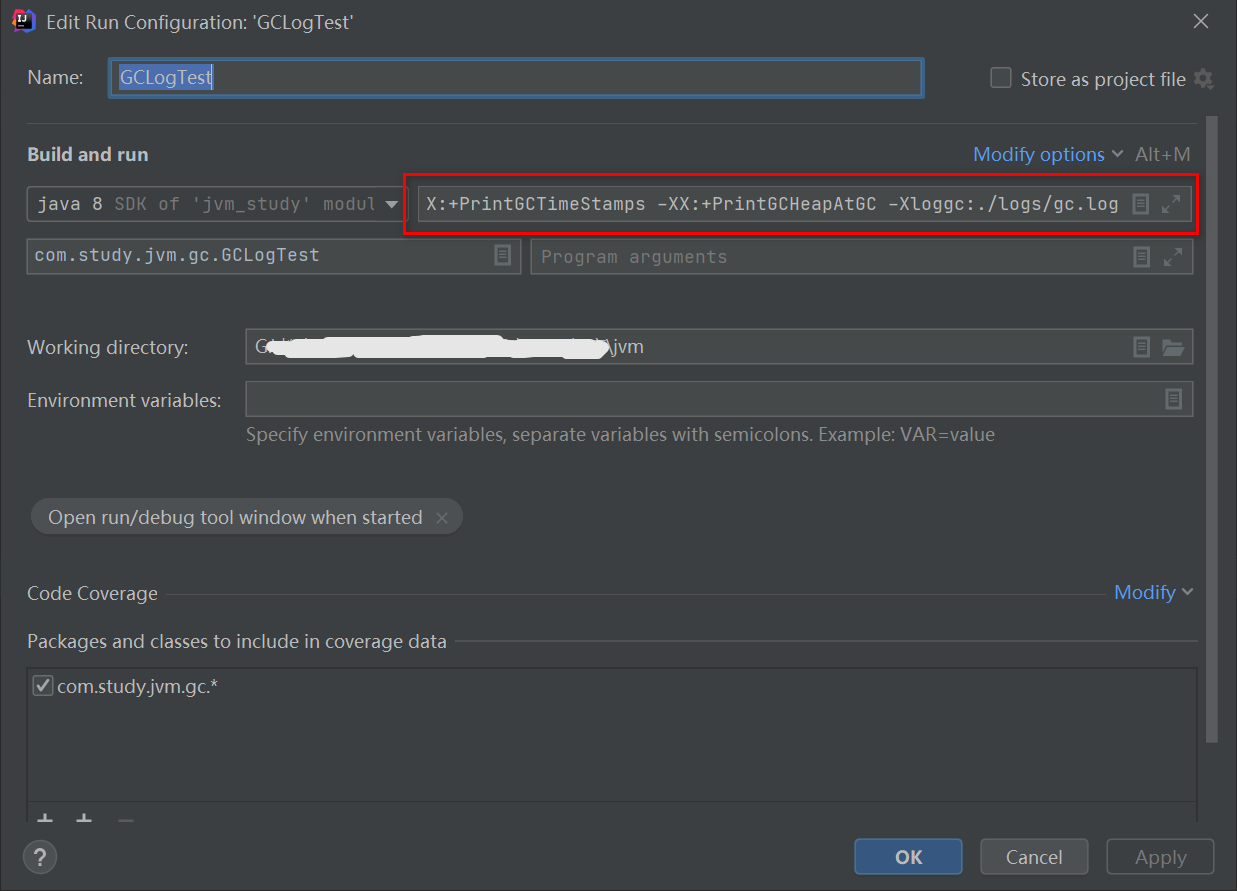 Edit Run Configuration: 'GCLogTest'
Name: GCLogTest Store as project file
Build and run Modify options Alt+M
java 8 SDK of 'jvm_study' modul X:+PrintGCTimeStamps -XX:+PrintGCHeapAtGC -Xloggc:./logs/gc.log
com.study.jvm.gc.GCLogTest Program arguments
Working directory: \jvm
Environment variables:
Specify environment variables, separate variables with semicolons. Example: VAR=value
Open run/debug tool window when started
Code Coverage Modify
Packages and classes to include in coverage data
com.study.jvm.gc.*
? OK Cancel Apply